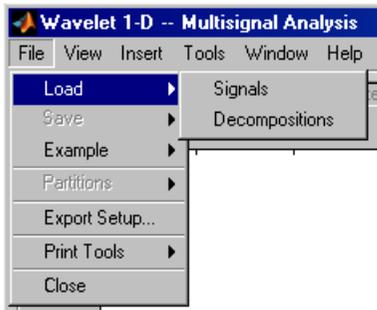 Wavelet 1-D -- Multisignal Analysis
File View Insert Tools Window Help
Load
Signals
Decompositions
Save
Example
Partitions
Export Setup...
Print Tools
Close